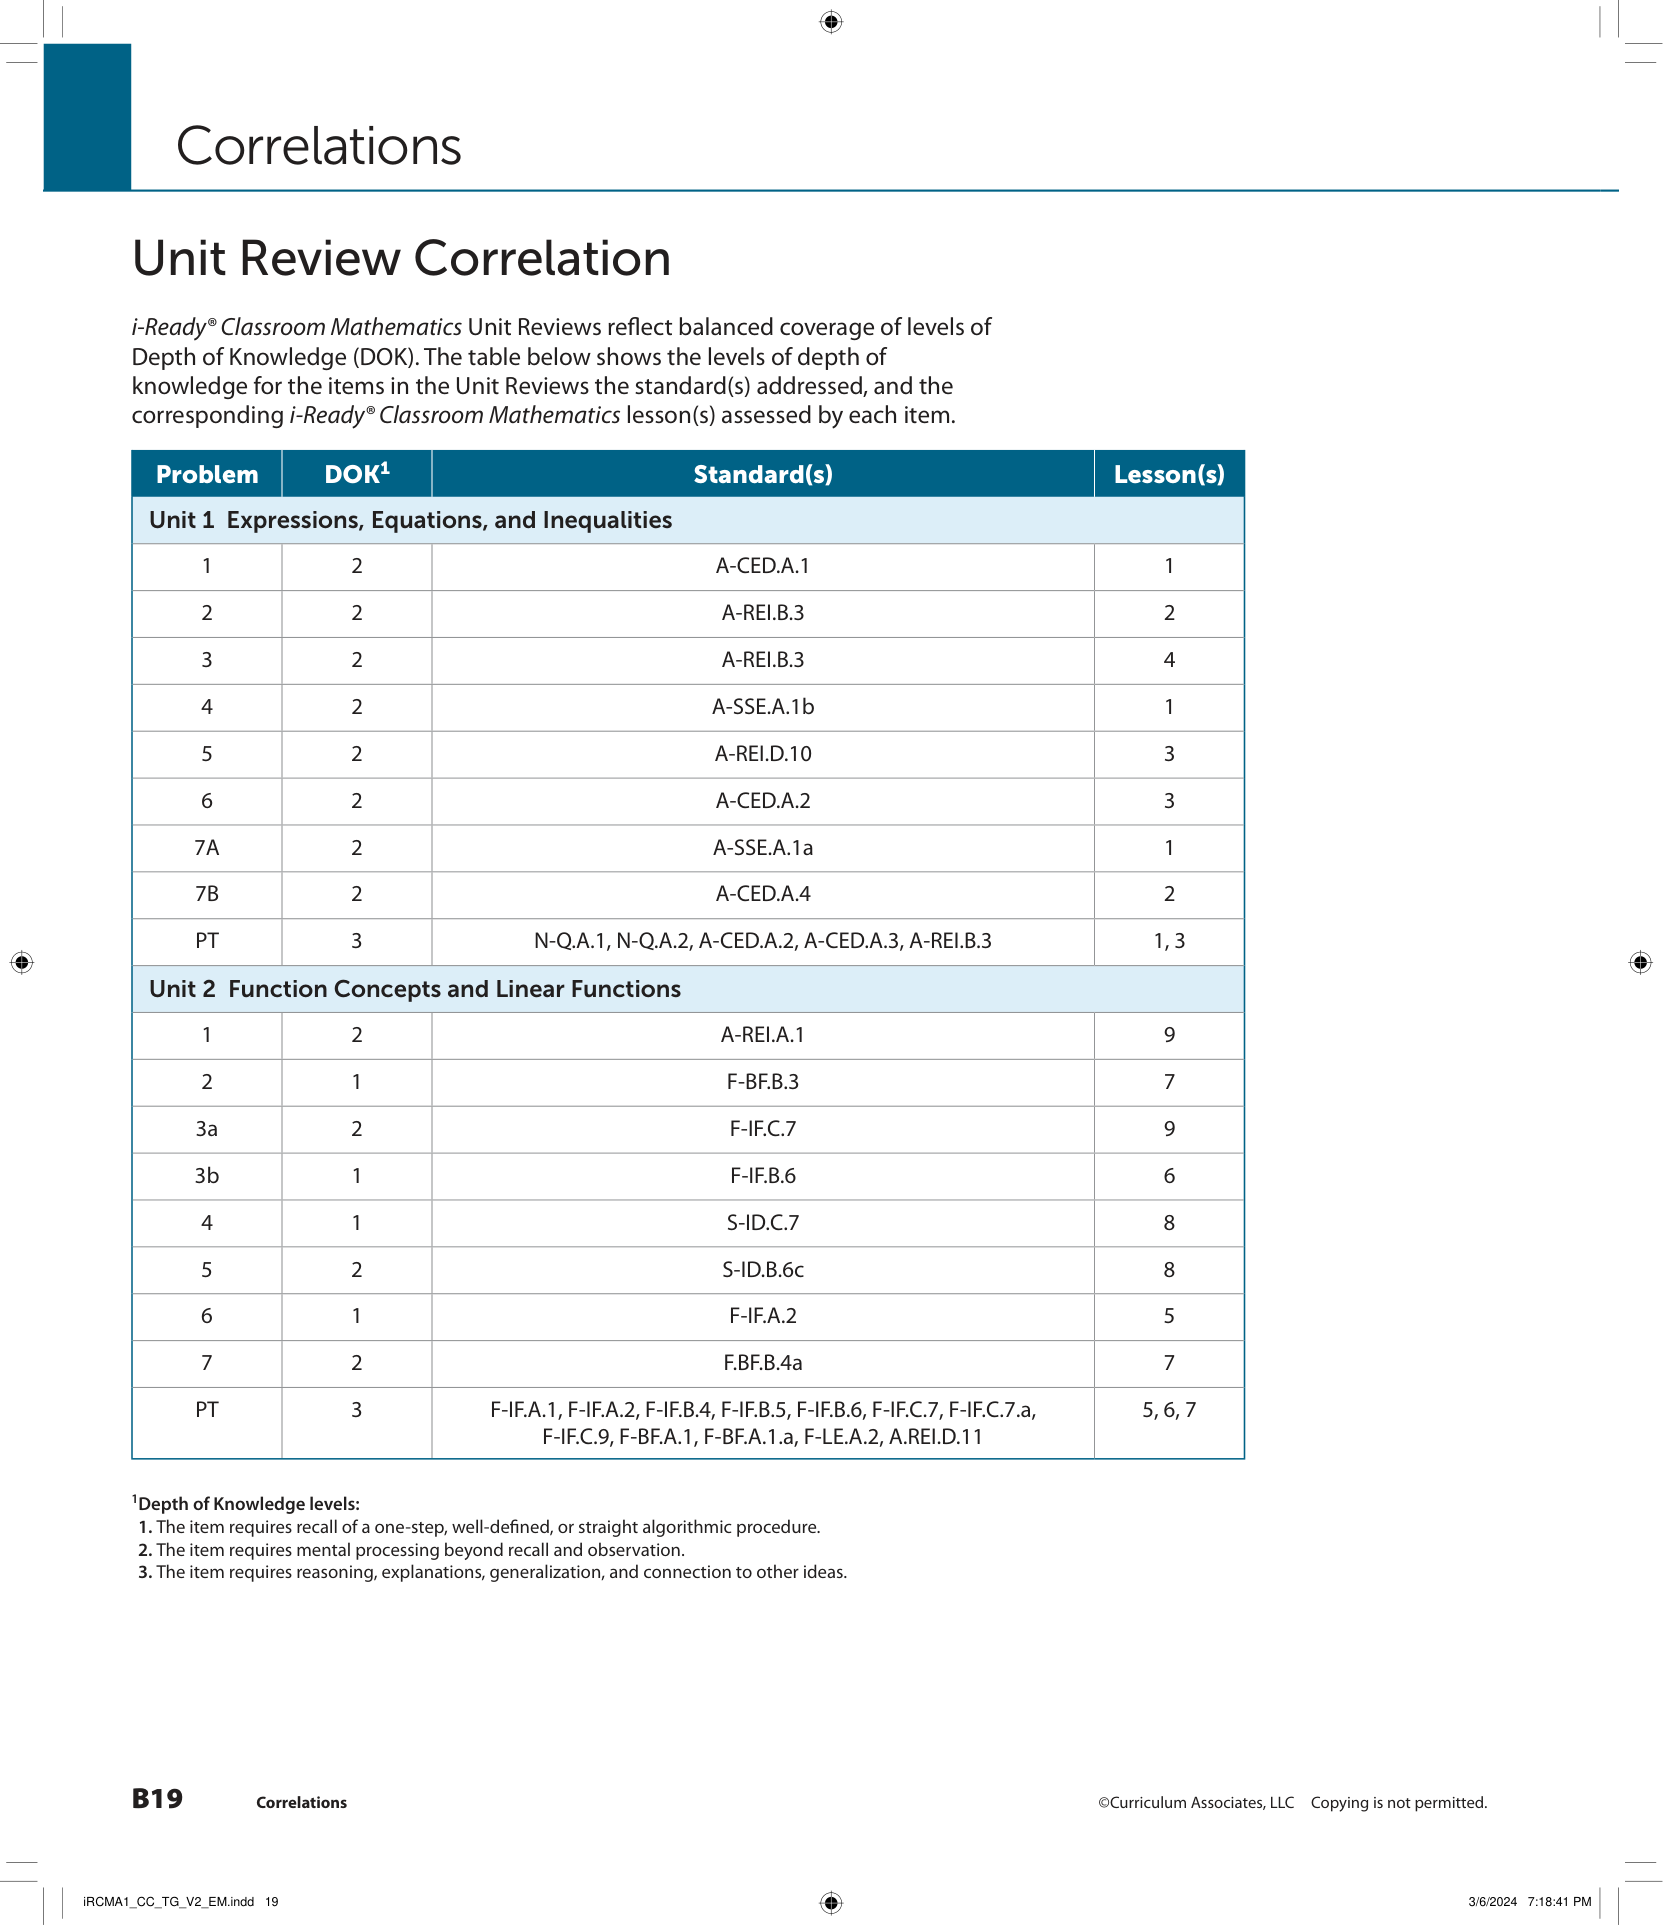 Correlations
Unit Review Correlation
i-Ready® Classroom Mathematics Unit Reviews reflect balanced coverage of levels of
Depth of Knowledge (DOK). The table below shows the levels of depth of
knowledge for the items in the Unit Reviews the standard(s) addressed, and the
corresponding i-Ready® Classroom Mathematics lesson(s) assessed by each item.
Problem DOK1 Standard(s) Lesson(s)
Unit 1 Expressions, Equations, and Inequalities
1 2 A-CED.A.1 1
2 2 A-REI.B.3 2
3 2 A-REI.B.3 4
4 2 A-SSE.A.1b 1
5 2 A-REI.D.10 3
6 2 A-CED.A.2 3
7A 2 A-SSE.A.1a 1
7B 2 A-CED.A.4 2
PT 3 N-Q.A.1, N-Q.A.2, A-CED.A.2, A-CED.A.3, A-REI.B.3 1, 3
Unit 2 Function Concepts and Linear Functions
1 2 A-REI.A.1 9
2 1 F-BF.B.3 7
3a 2 F-IF.C.7 9
3b 1 F-IF.B.6 6
4 1 S-ID.C.7 8
5 2 S-ID.B.6c 8
6 1 F-IF.A.2 5
7 2 F.BF.B.4a 7
PT 3 F-IF.A.1, F-IF.A.2, F-IF.B.4, F-IF.B.5, F-IF.B.6, F-IF.C.7, F-IF.C.7.a, 5, 6, 7
F-IF.C.9, F-BF.A.1, F-BF.A.1.a, F-LE.A.2, A.REI.D.11
1Depth of Knowledge levels:
1. The item requires recall of a one-step, well-defined, or straight algorithmic procedure.
2. The item requires mental processing beyond recall and observation.
3. The item requires reasoning, explanations, generalization, and connection to other ideas.
B19 Correlations ©Curriculum Associates, LLC Copying is not permitted.
iRCMA1_CC_TG_V2_EM.indd 19 3/6/2024 7:18:41 PM